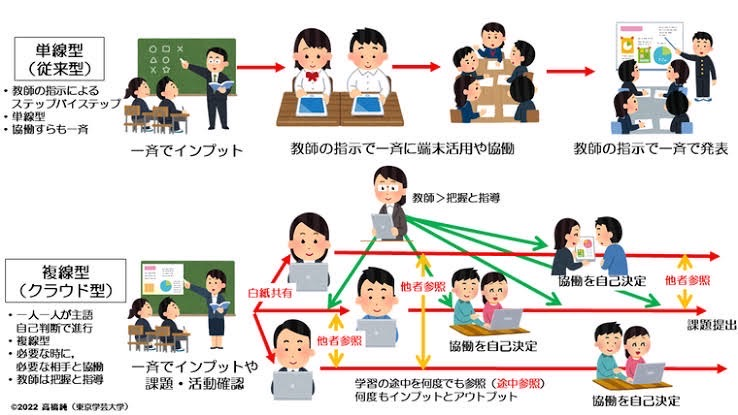 単線型
（従来型）
• 教師の指示による
ステップバイステップ
• 単線型
• 協働すらも一斉
一斉でインプット
教師の指示で一斉に端末活用や協働
教師の指示で一斉で発表
教師＞把握と指導
複線型
（クラウド型）
• 一人一人が主語
自己判断で進行
• 複線型
• 必要な時に，
必要な相手と協働
• 教師は把握と指導
一斉でインプットや
課題・活動確認
白紙共有
他者参照
他者参照
他者参照
協働を自己決定
協働を自己決定
協働を自己決定
課題提出
学習の途中を何度でも参照（途中参照）
何度もインプットとアウトプット
©2022 高橋純（東京学芸大学）